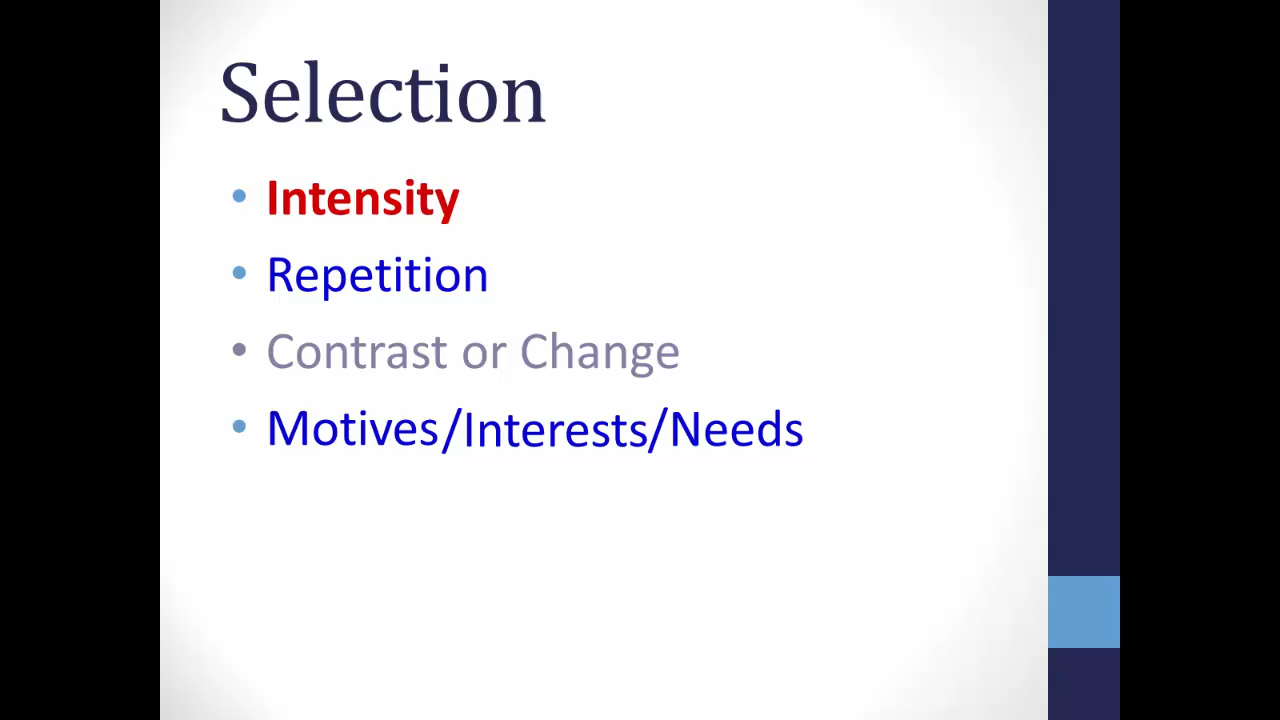 Selection
• Intensity
• Repetition
• Contrast or Change
• Motives/Interests/Needs